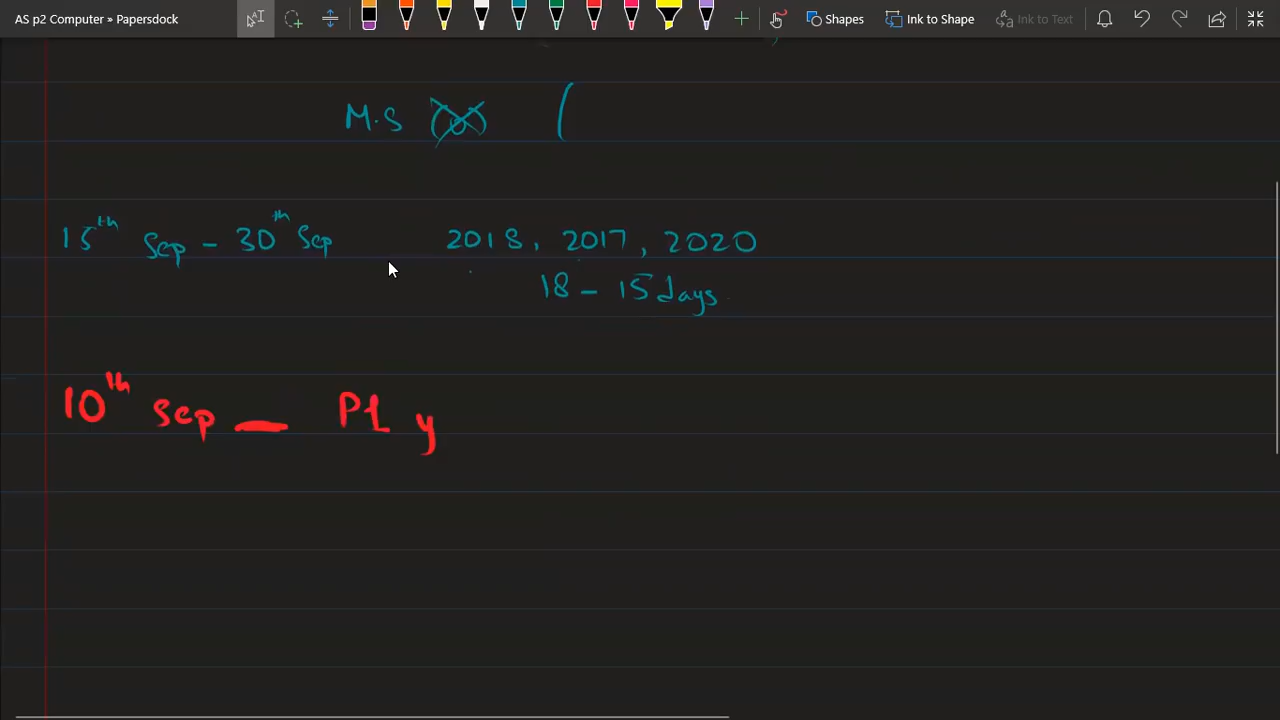 AS p2 Computer » Papersdock
Shapes
Ink to Shape
Ink to Text
M.S
15th Sep - 30th Sep 2018, 2017, 2020
18 - 15 days
10th Sep — P1 y